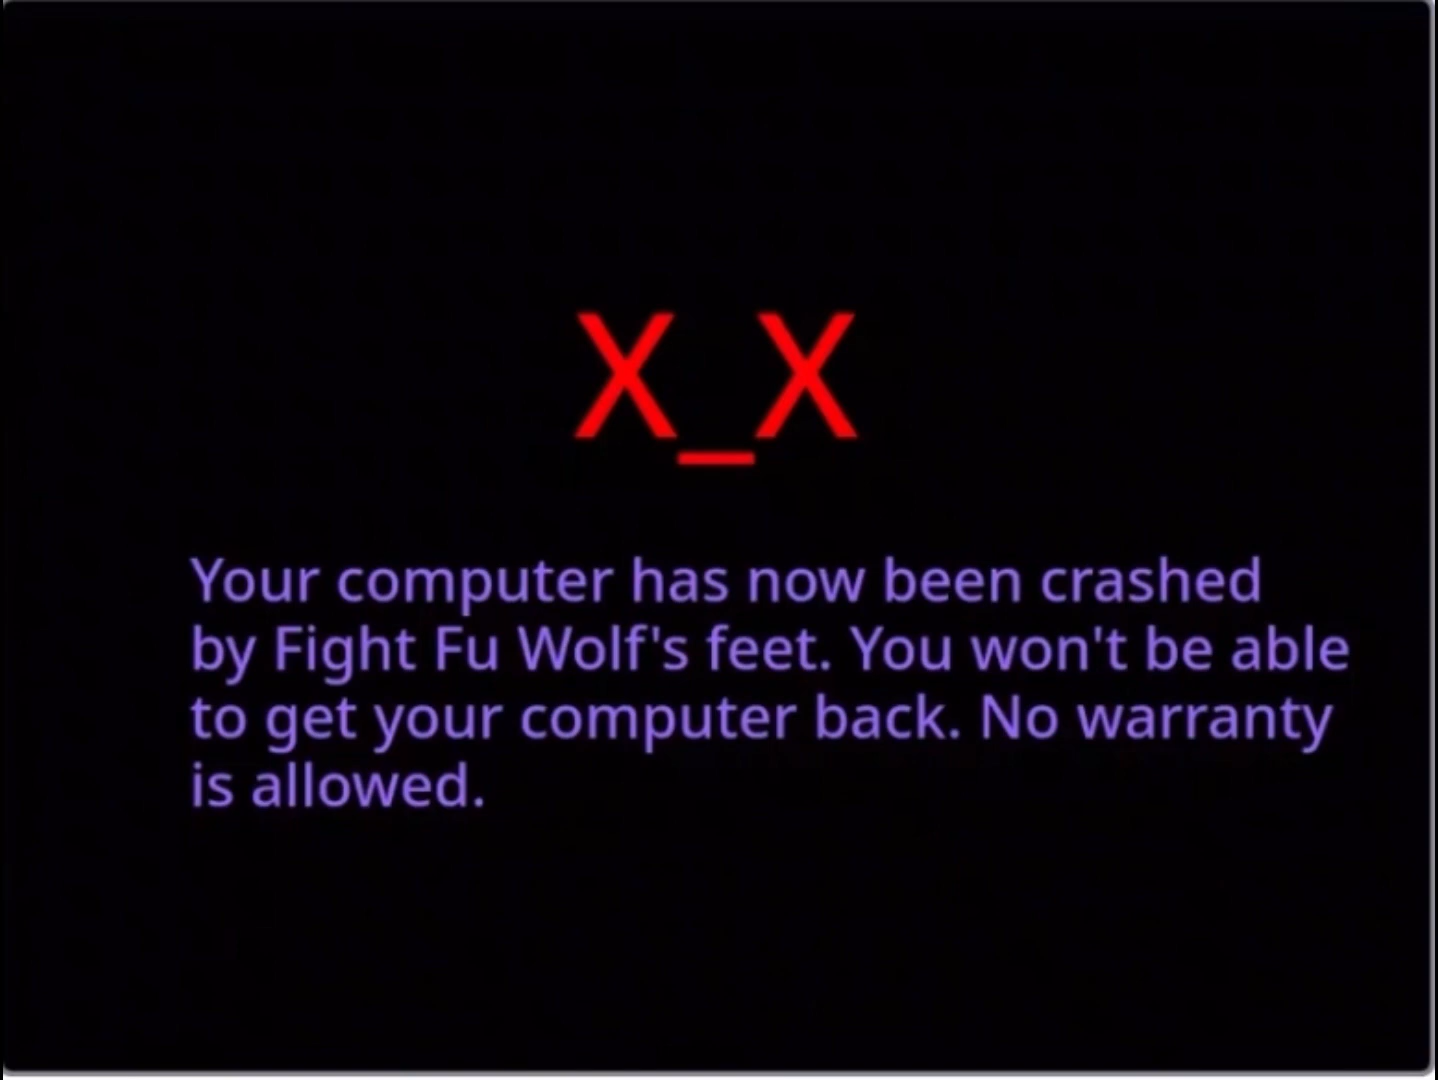 X_X
Your computer has now been crashed
by Fight Fu Wolf's feet. You won't be able
to get your computer back. No warranty
is allowed.